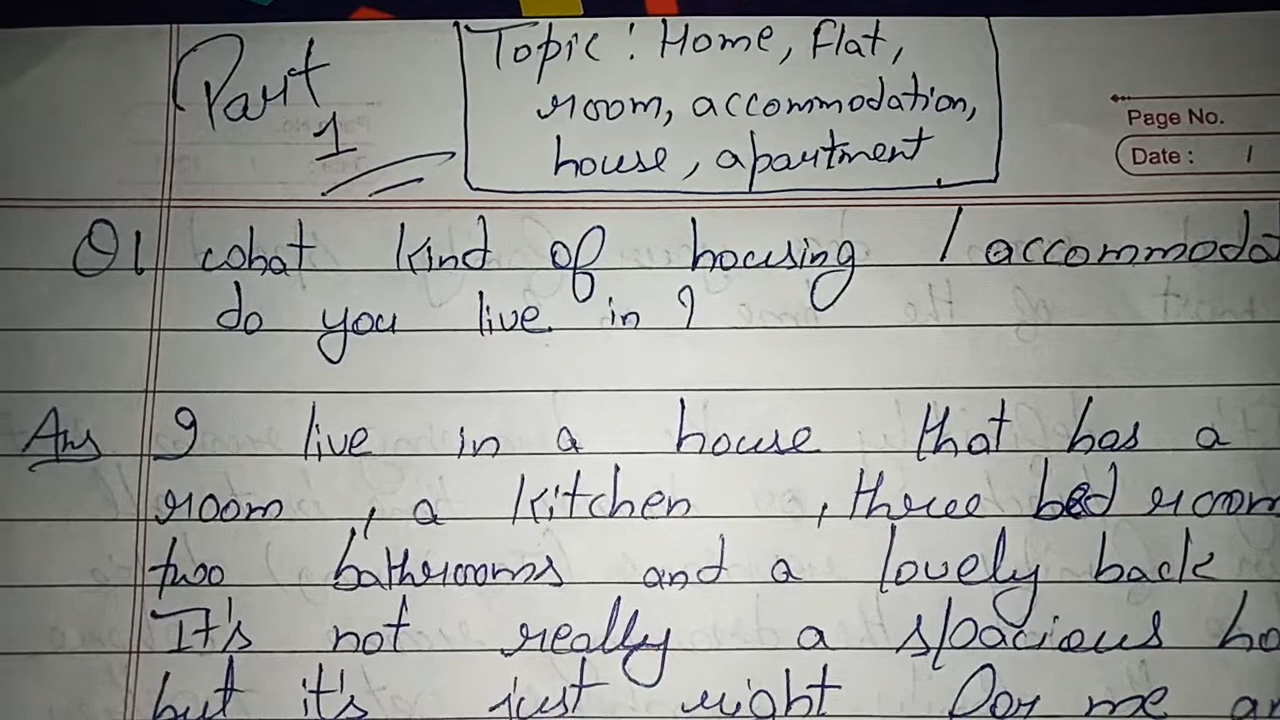 Part 1
Topic : Home, Flat,
room, accommodation,
house, apartment
Page No.
Date :
Q1 what kind of housing / accommodat
do you live in ?
Ans I live in a house that has a
room, a kitchen, three bed room
two bathrooms and a lovely back
It's not really a spacious ho
but it's just right for me an